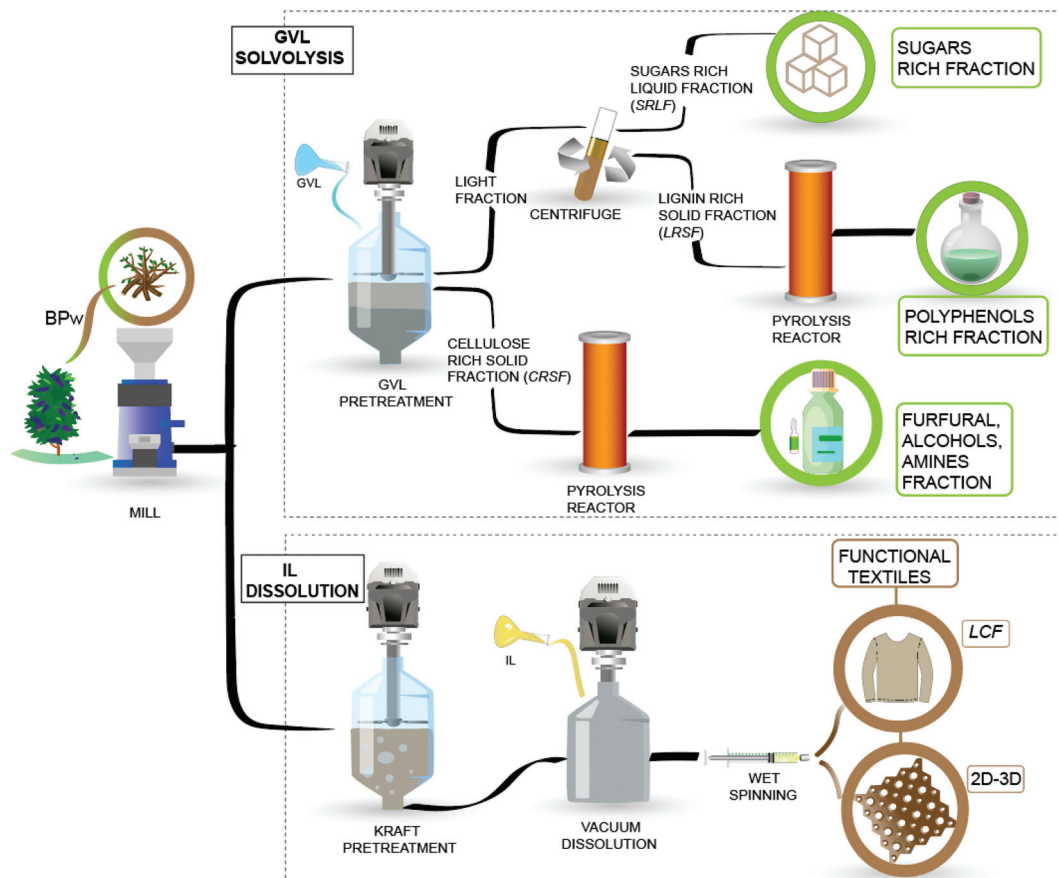 GVL
SOLVOLYSIS
GVL
LIGHT
FRACTION
CENTRIFUGE
SUGARS RICH
LIQUID FRACTION
(SRLF)
SUGARS
RICH FRACTION
LIGNIN RICH
SOLID FRACTION
(LRSF)
PYROLYSIS
REACTOR
POLYPHENOLS
RICH FRACTION
BPw
MILL
GVL
PRETREATMENT
CELLULOSE
RICH SOLID
FRACTION (CRSF)
PYROLYSIS
REACTOR
FURFURAL,
ALCOHOLS,
AMINES
FRACTION
IL
DISSOLUTION
KRAFT
PRETREATMENT
IL
VACUUM
DISSOLUTION
WET
SPINNING
FUNCTIONAL
TEXTILES
LCF
2D-3D